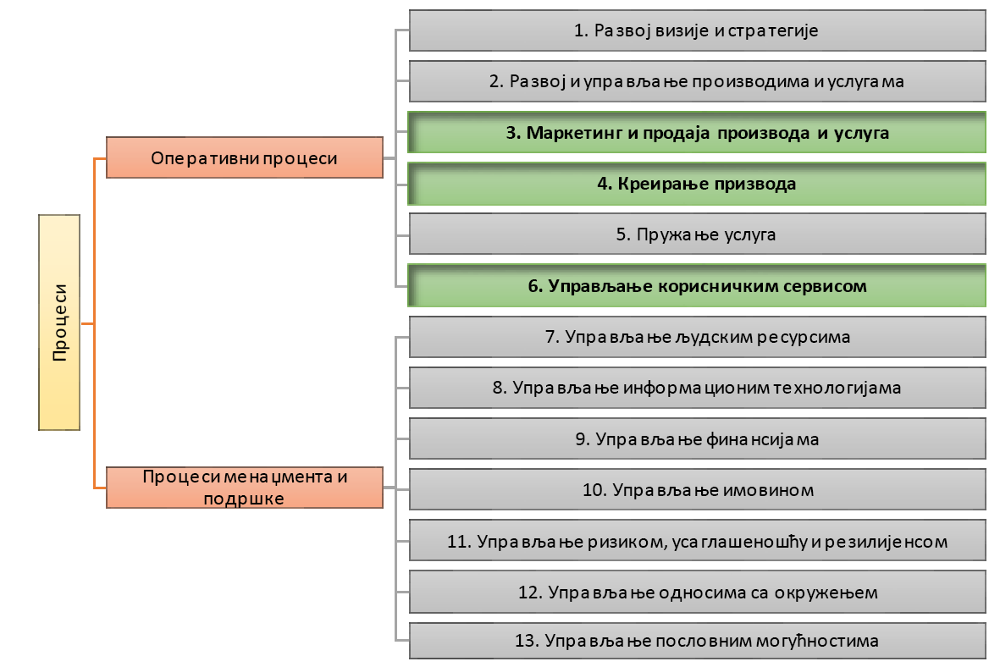 Процеси
Оперативни процеси
1. Развој визије и стратегије
2. Развој и управљање производима и услугама
3. Маркетинг и продаја производа и услуга
4. Креирање призвода
5. Пружање услуга
6. Управљање корисничким сервисом
Процеси менаџмента и
подршке
7. Управљање људским ресурсима
8. Управљање информационим технологијама
9. Управљање финансијама
10. Управљање имовином
11. Управљање ризиком, усаглашеношћу и резилијенсом
12. Управљање односима са окружењем
13. Управљање пословним могућностима